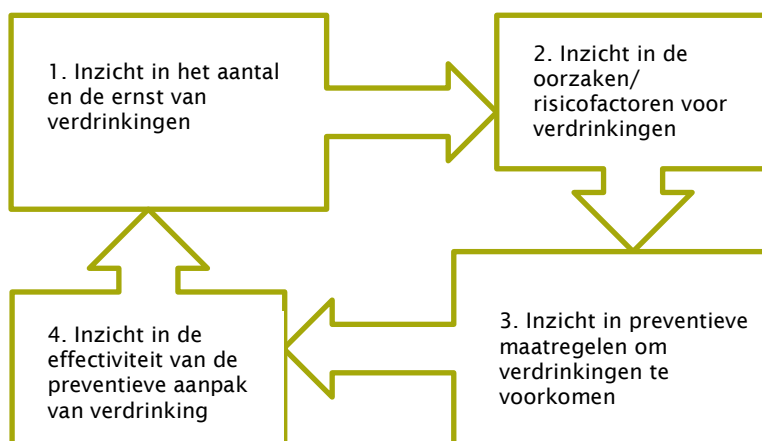 1. Inzicht in het aantal
en de ernst van
verdrinkingen
2. Inzicht in de
oorzaken/
risicofactoren voor
verdrinkingen
3. Inzicht in preventieve
maatregelen om
verdrinkingen te
voorkomen
4. Inzicht in de
effectiviteit van de
preventieve aanpak
van verdrinking